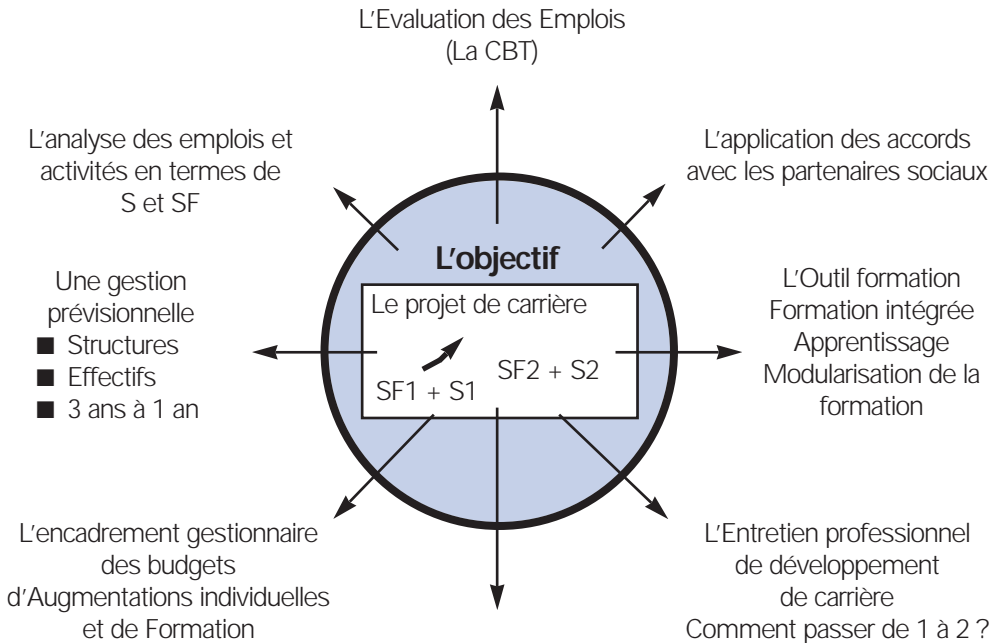 L'Evaluation des Emplois
(La CBT)
L'analyse des emplois et
activités en termes de
S et SF
L'application des accords
avec les partenaires sociaux
Une gestion
prévisionnelle
■ Structures
■ Effectifs
■ 3 ans à 1 an
L'objectif
Le projet de carrière
SF1 + S1
SF2 + S2
L'Outil formation
Formation intégrée
Apprentissage
Modularisation de la
formation
L'encadrement gestionnaire
des budgets
d'Augmentations individuelles
et de Formation
L'Entretien professionnel
de développement
de carrière
Comment passer de 1 à 2 ?